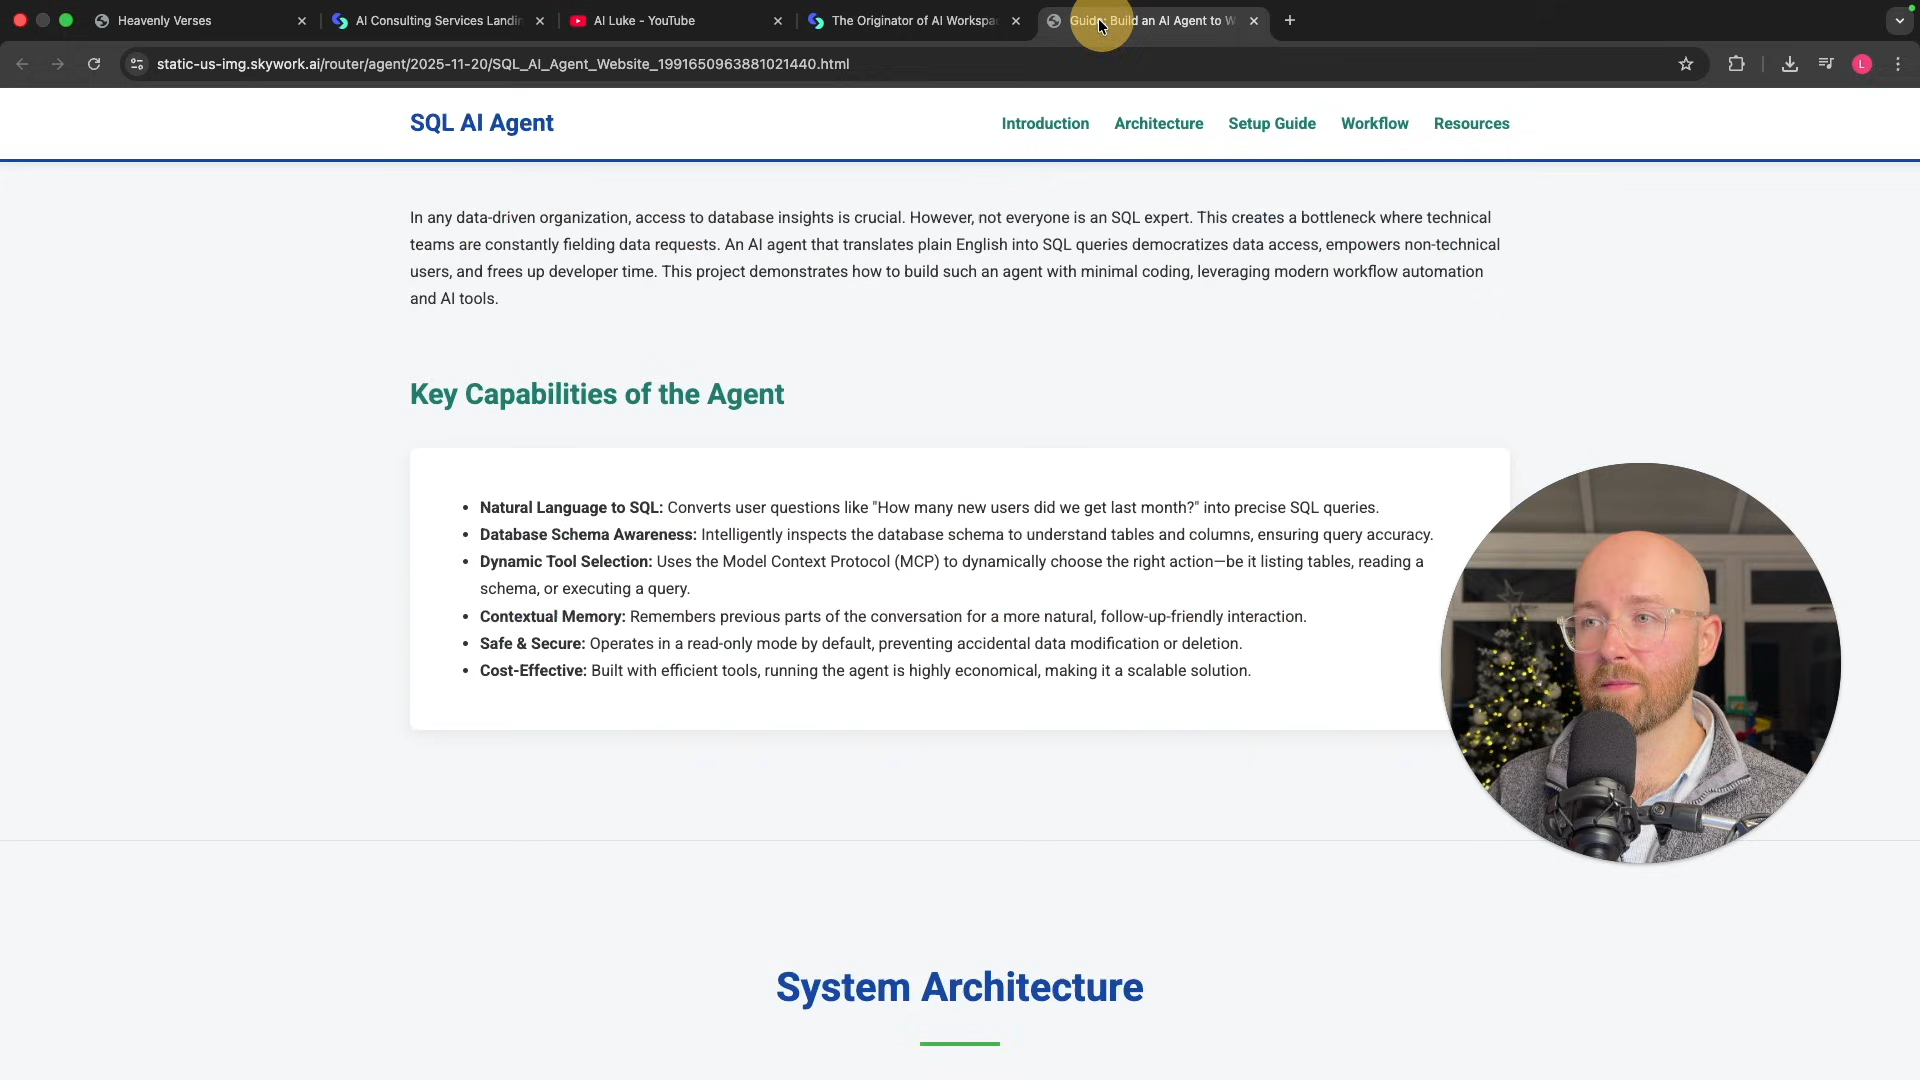 Heavenly Verses
AI Consulting Services Landin
AI Luke - YouTube
The Originator of AI Workspa
Guide: Build an AI Agent to W
static-us-img.skywork.ai/router/agent/2025-11-20/SQL_AI_Agent_Website_1991650963881021440.html
L
SQL AI Agent
Introduction
Architecture
Setup Guide
Workflow
Resources
In any data-driven organization, access to database insights is crucial. However, not everyone is an SQL expert. This creates a bottleneck where technical
teams are constantly fielding data requests. An AI agent that translates plain English into SQL queries democratizes data access, empowers non-technical
users, and frees up developer time. This project demonstrates how to build such an agent with minimal coding, leveraging modern workflow automation
and AI tools.
Key Capabilities of the Agent
• Natural Language to SQL: Converts user questions like "How many new users did we get last month?" into precise SQL queries.
• Database Schema Awareness: Intelligently inspects the database schema to understand tables and columns, ensuring query accuracy.
• Dynamic Tool Selection: Uses the Model Context Protocol (MCP) to dynamically choose the right action—be it listing tables, reading a
schema, or executing a query.
• Contextual Memory: Remembers previous parts of the conversation for a more natural, follow-up-friendly interaction.
• Safe & Secure: Operates in a read-only mode by default, preventing accidental data modification or deletion.
• Cost-Effective: Built with efficient tools, running the agent is highly economical, making it a scalable solution.
System Architecture